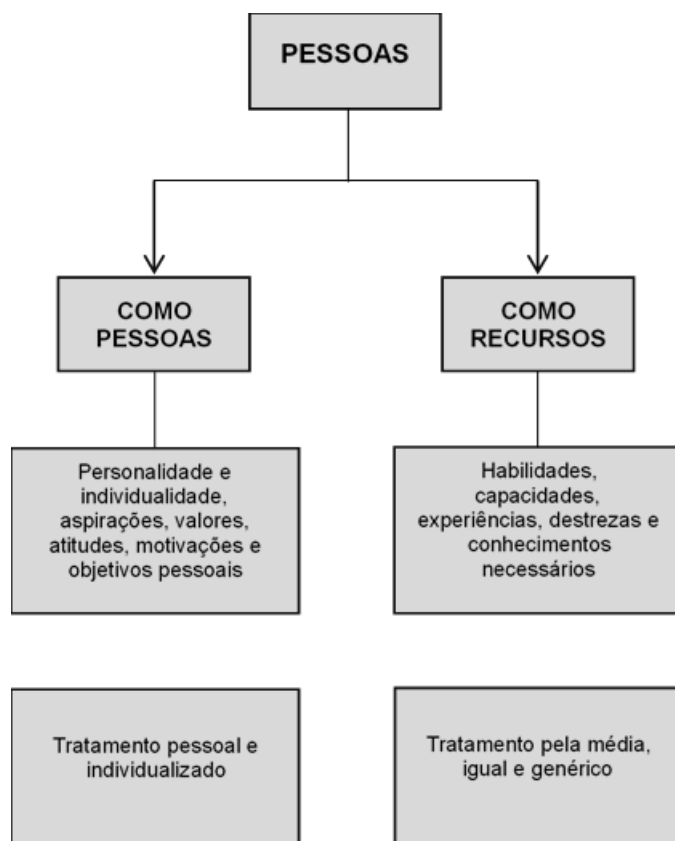 PESSOAS
COMO
PESSOAS
COMO
RECURSOS
Personalidade e
individualidade,
aspirações, valores,
atitudes, motivações e
objetivos pessoais
Habilidades,
capacidades,
experiências, destrezas e
conhecimentos
necessários
Tratamento pessoal e
individualizado
Tratamento pela média,
igual e genérico